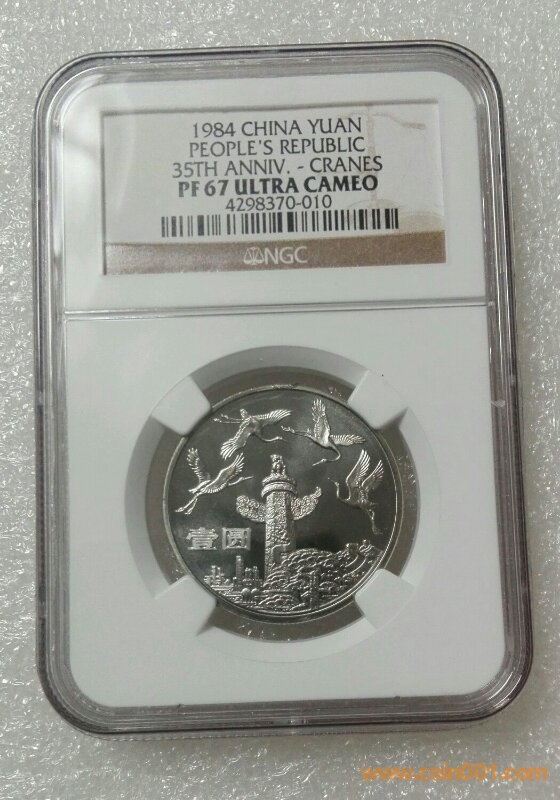 1984 CHINA YUAN
PEOPLE'S REPUBLIC
35TH ANNIV. - CRANES
PF 67 ULTRA CAMEO
4298370-010
NGC
壹圆
www.coin001.com